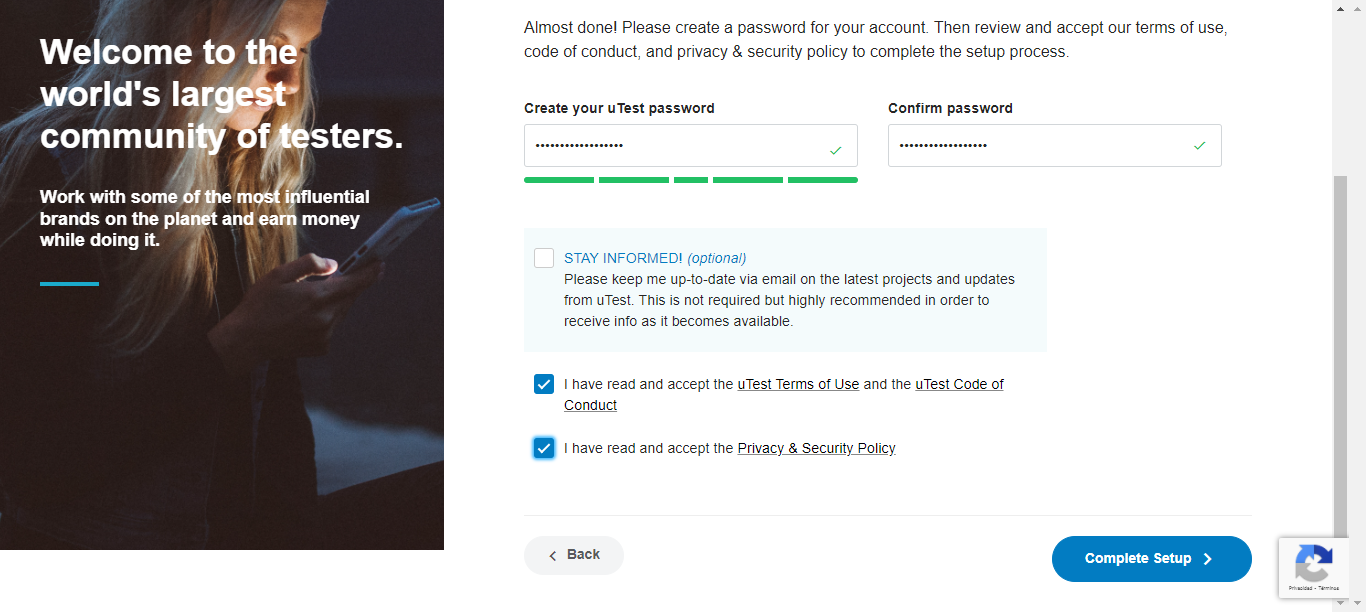 Welcome to the
world's largest
community of testers.
Work with some of the most influential
brands on the planet and earn money
while doing it.
Almost done! Please create a password for your account. Then review and accept our terms of use,
code of conduct, and privacy & security policy to complete the setup process.
Create your uTest password
Confirm password
••••••••••••••••••
••••••••••••••••••
STAY INFORMED! (optional)
Please keep me up-to-date via email on the latest projects and updates
from uTest. This is not required but highly recommended in order to
receive info as it becomes available.
I have read and accept the uTest Terms of Use and the uTest Code of
Conduct
I have read and accept the Privacy & Security Policy
Back
Complete Setup
Privacidad - Términos